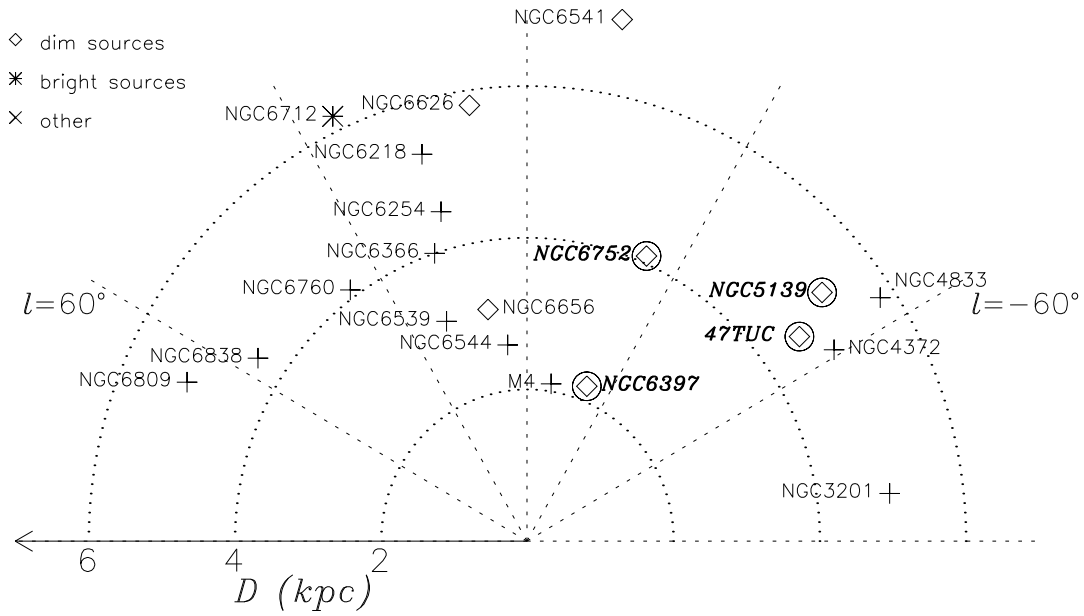 NGC6541
dim sources
bright sources
other
NGC6626
NGC6712
NGC6218
NGC6254
NGC6366
NGC6752
NGC6760
NGC5139
NGC4833
l=60°
l=−60°
NGC6656
NGC6539
47TUC
NGC6544
NGC4372
NGC6838
NGC6809
M4
NGC6397
NGC3201
6 4 2
D (kpc)